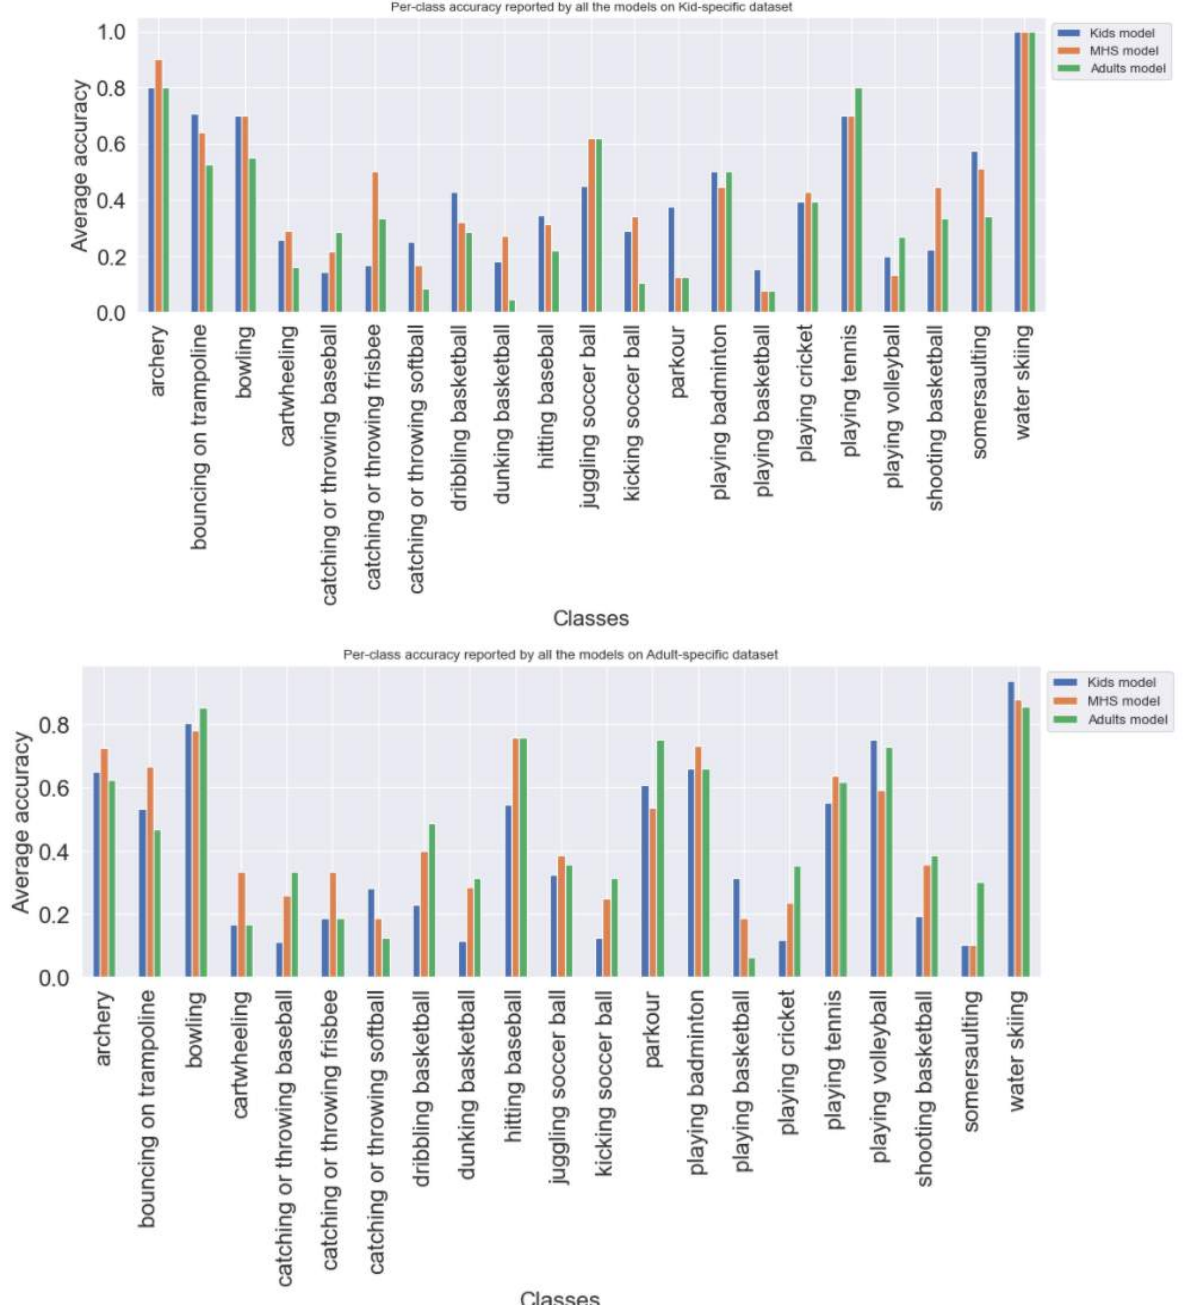 Per-class accuracy reported by all the models on Kid-specific dataset
Kids model
MHS model
Adults model
Average accuracy
1.0
0.8
0.6
0.4
0.2
0.0
archery
bouncing on trampoline
bowling
cartwheeling
catching or throwing baseball
catching or throwing frisbee
catching or throwing softball
dribbling basketball
dunking basketball
hitting baseball
juggling soccer ball
kicking soccer ball
parkour
playing badminton
playing basketball
playing cricket
playing tennis
playing volleyball
shooting basketball
somersaulting
water skiing
Classes
Per-class accuracy reported by all the models on Adult-specific dataset
Kids model
MHS model
Adults model
Average accuracy
0.8
0.6
0.4
0.2
0.0
archery
bouncing on trampoline
bowling
cartwheeling
catching or throwing baseball
catching or throwing frisbee
catching or throwing softball
dribbling basketball
dunking basketball
hitting baseball
juggling soccer ball
kicking soccer ball
parkour
playing badminton
playing basketball
playing cricket
playing tennis
playing volleyball
shooting basketball
somersaulting
water skiing
Classes